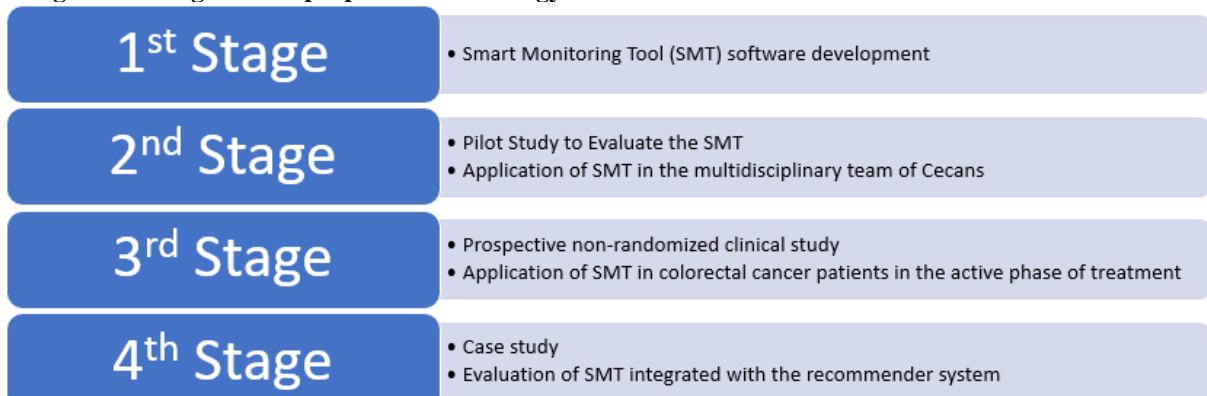 1st Stage
• Smart Monitoring Tool (SMT) software development
2nd Stage
• Pilot Study to Evaluate the SMT
• Application of SMT in the multidisciplinary team of Cecans
3rd Stage
• Prospective non-randomized clinical study
• Application of SMT in colorectal cancer patients in the active phase of treatment
4th Stage
• Case study
• Evaluation of SMT integrated with the recommender system